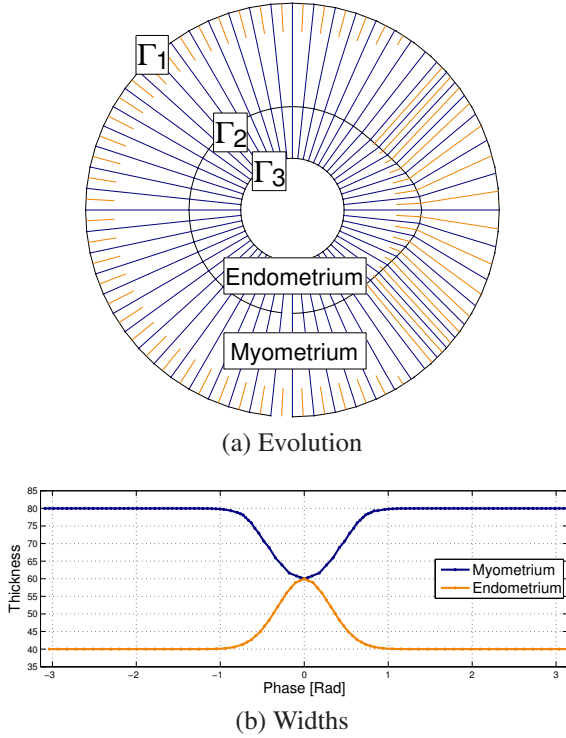 Γ1
Γ2
Γ3
Endometrium
Myometrium
(a) Evolution
85
80
75
70
65
60
55
50
45
40
35
Thickness
Myometrium
Endometrium
−3 −2 −1 0 1 2 3
Phase [Rad]
(b) Widths